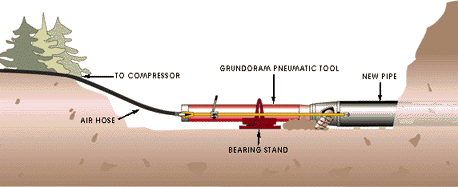 GRUNDORAM PNEUMATIC TOOL
TO COMPRESSOR
NEW PIPE
AIR HOSE
BEARING STAND